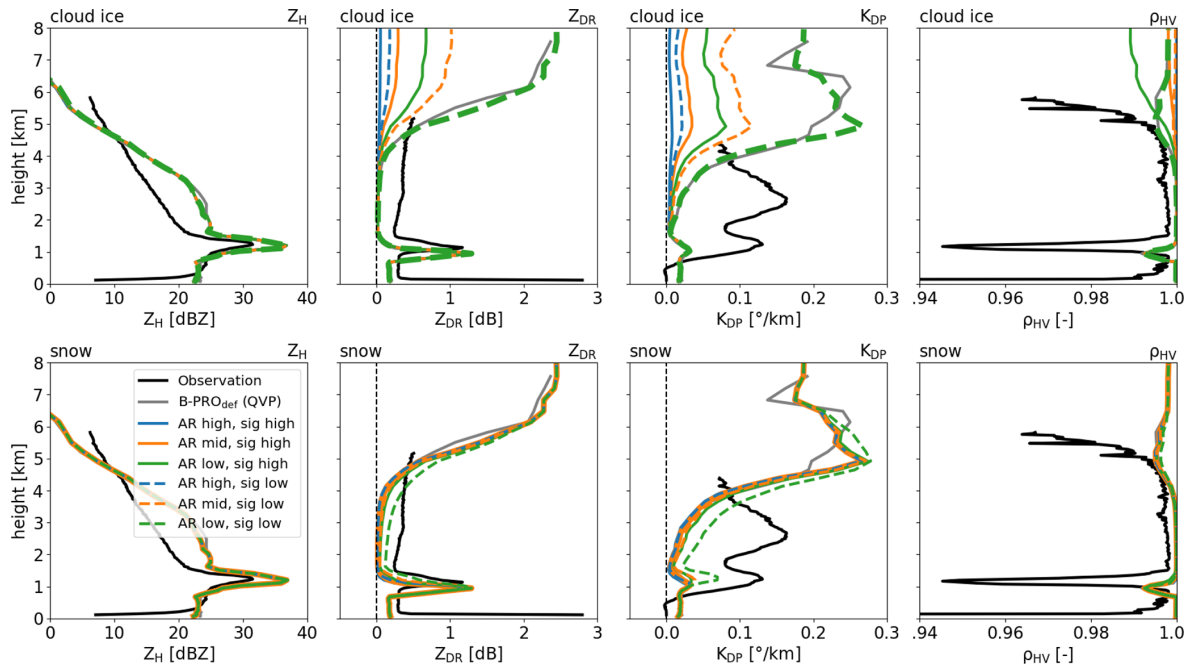 cloud ice Z_H
cloud ice Z_DR
cloud ice K_DP
cloud ice ρ_HV
height [km]
8
7
6
5
4
3
2
1
0
0 10 20 30 40
0 1 2 3
0.0 0.1 0.2 0.3
.94 0.96 0.98 1.0
Z_H [dBZ]
Z_DR [dB]
K_DP [°/km]
ρ_HV [-]
snow Z_H
snow Z_DR
snow K_DP
snow ρ_HV
height [km]
8
7
6
5
4
3
2
1
0
Observation
B-PRO_def (QVP)
AR high, sig high
AR mid, sig high
AR low, sig high
AR high, sig low
AR mid, sig low
AR low, sig low
0 10 20 30 40
0 1 2 3
0.0 0.1 0.2 0.3
.94 0.96 0.98 1.0
Z_H [dBZ]
Z_DR [dB]
K_DP [°/km]
ρ_HV [-]